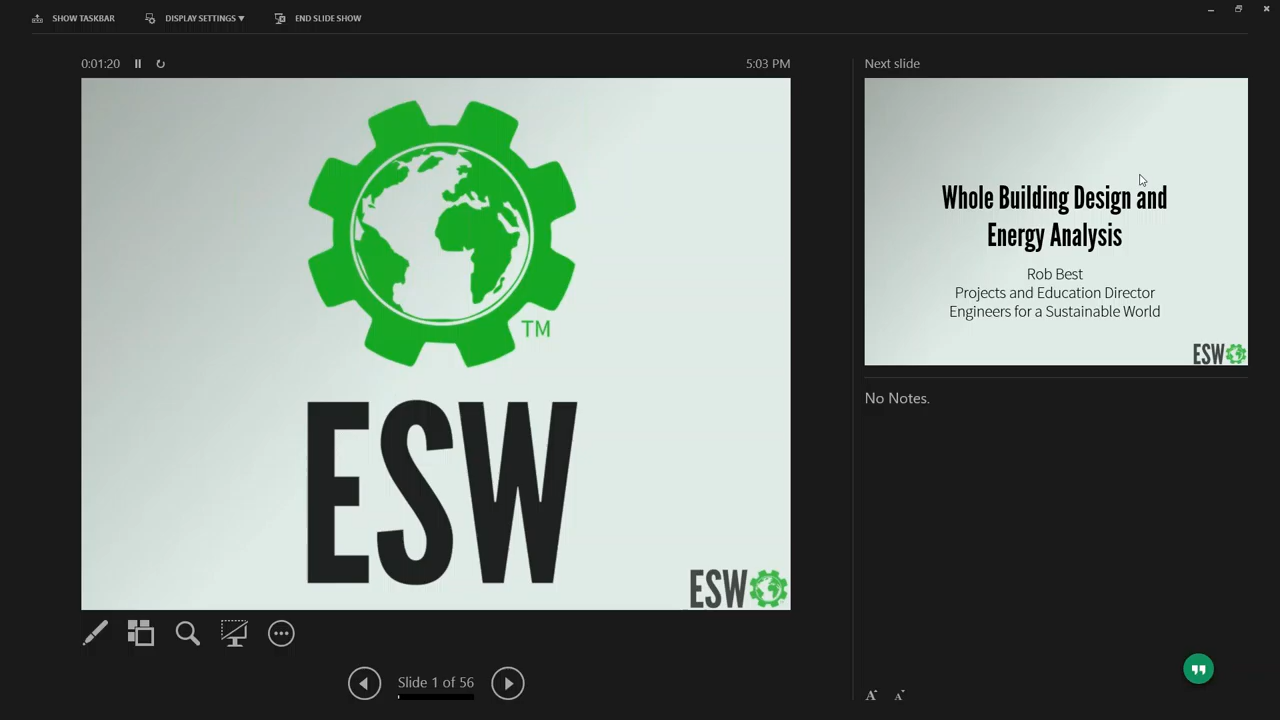 SHOW TASKBAR
DISPLAY SETTINGS ▼
END SLIDE SHOW
0:01:20
5:03 PM
TM
ESW
ESW
Slide 1 of 56
Next slide
Whole Building Design and
Energy Analysis
Rob Best
Projects and Education Director
Engineers for a Sustainable World
ESW
No Notes.
A A